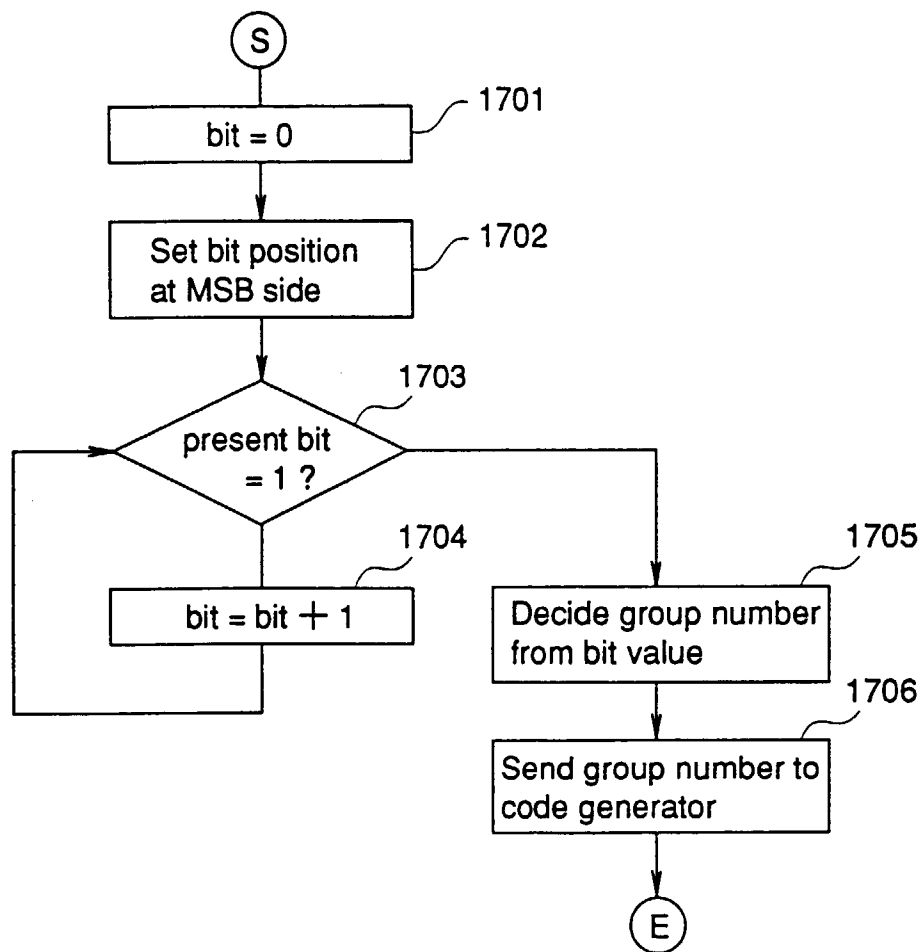 S
1701
bit = 0
1702
Set bit position
at MSB side
1703
present bit
= 1 ?
1704
bit = bit + 1
1705
Decide group number
from bit value
1706
Send group number to
code generator
E